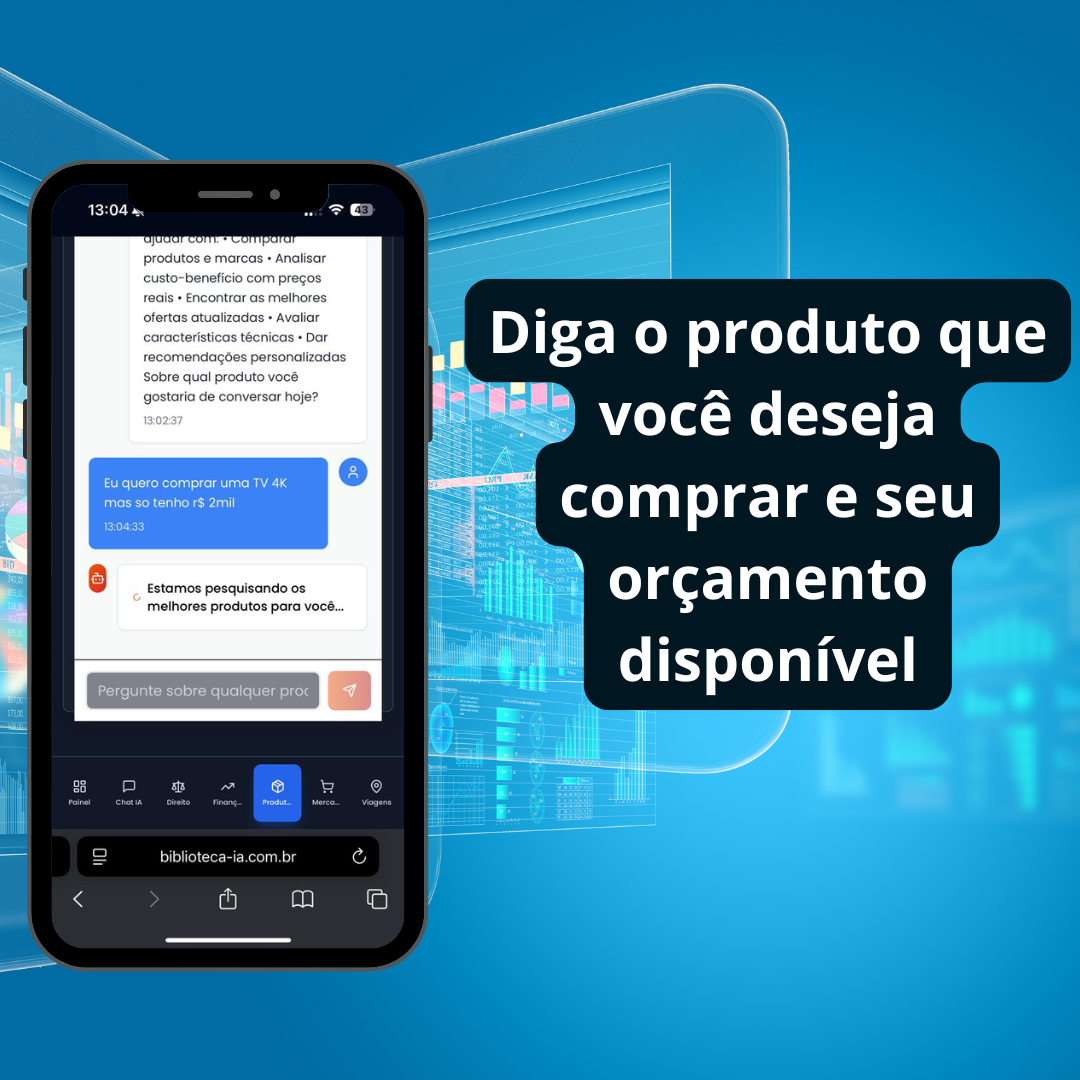 13:04
43
ajudar com: • Comparar
produtos e marcas • Analisar
custo-benefício com preços
reais • Encontrar as melhores
ofertas atualizadas • Avaliar
características técnicas • Dar
recomendações personalizadas
Sobre qual produto você
gostaria de conversar hoje?
13:02:37
Eu quero comprar uma TV 4K
mas so tenho r$ 2mil
13:04:33
Estamos pesquisando os
melhores produtos para você...
Pergunte sobre qualquer proc
Painel Chat IA Direito Finanç... Produt... Merca... Viagens
biblioteca-ia.com.br
Diga o produto que
você deseja
comprar e seu
orçamento
disponível